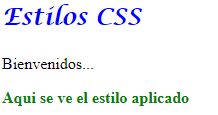 Estilos CSS
Bienvenidos...
Aqui se ve el estilo aplicado